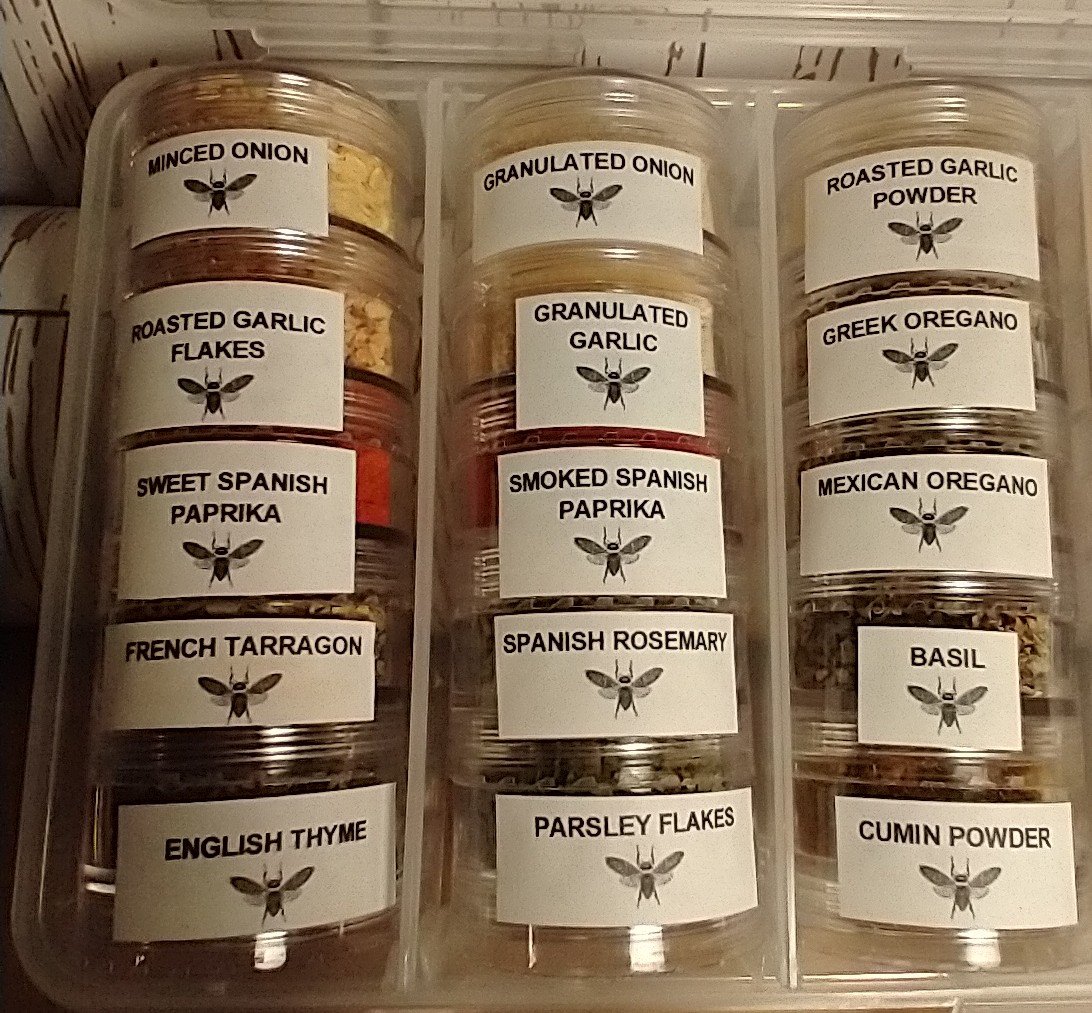 MINCED ONION
ROASTED GARLIC
FLAKES
SWEET SPANISH
PAPRIKA
FRENCH TARRAGON
ENGLISH THYME
GRANULATED ONION
GRANULATED
GARLIC
SMOKED SPANISH
PAPRIKA
SPANISH ROSEMARY
PARSLEY FLAKES
ROASTED GARLIC
POWDER
GREEK OREGANO
MEXICAN OREGANO
BASIL
CUMIN POWDER